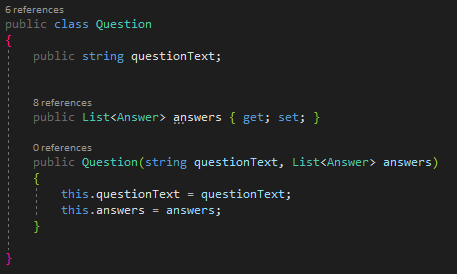 6 references
public class Question
{
public string questionText;
8 references
public List<Answer> answers { get; set; }
0 references
public Question(string questionText, List<Answer> answers)
{
this.questionText = questionText;
this.answers = answers;
}
}